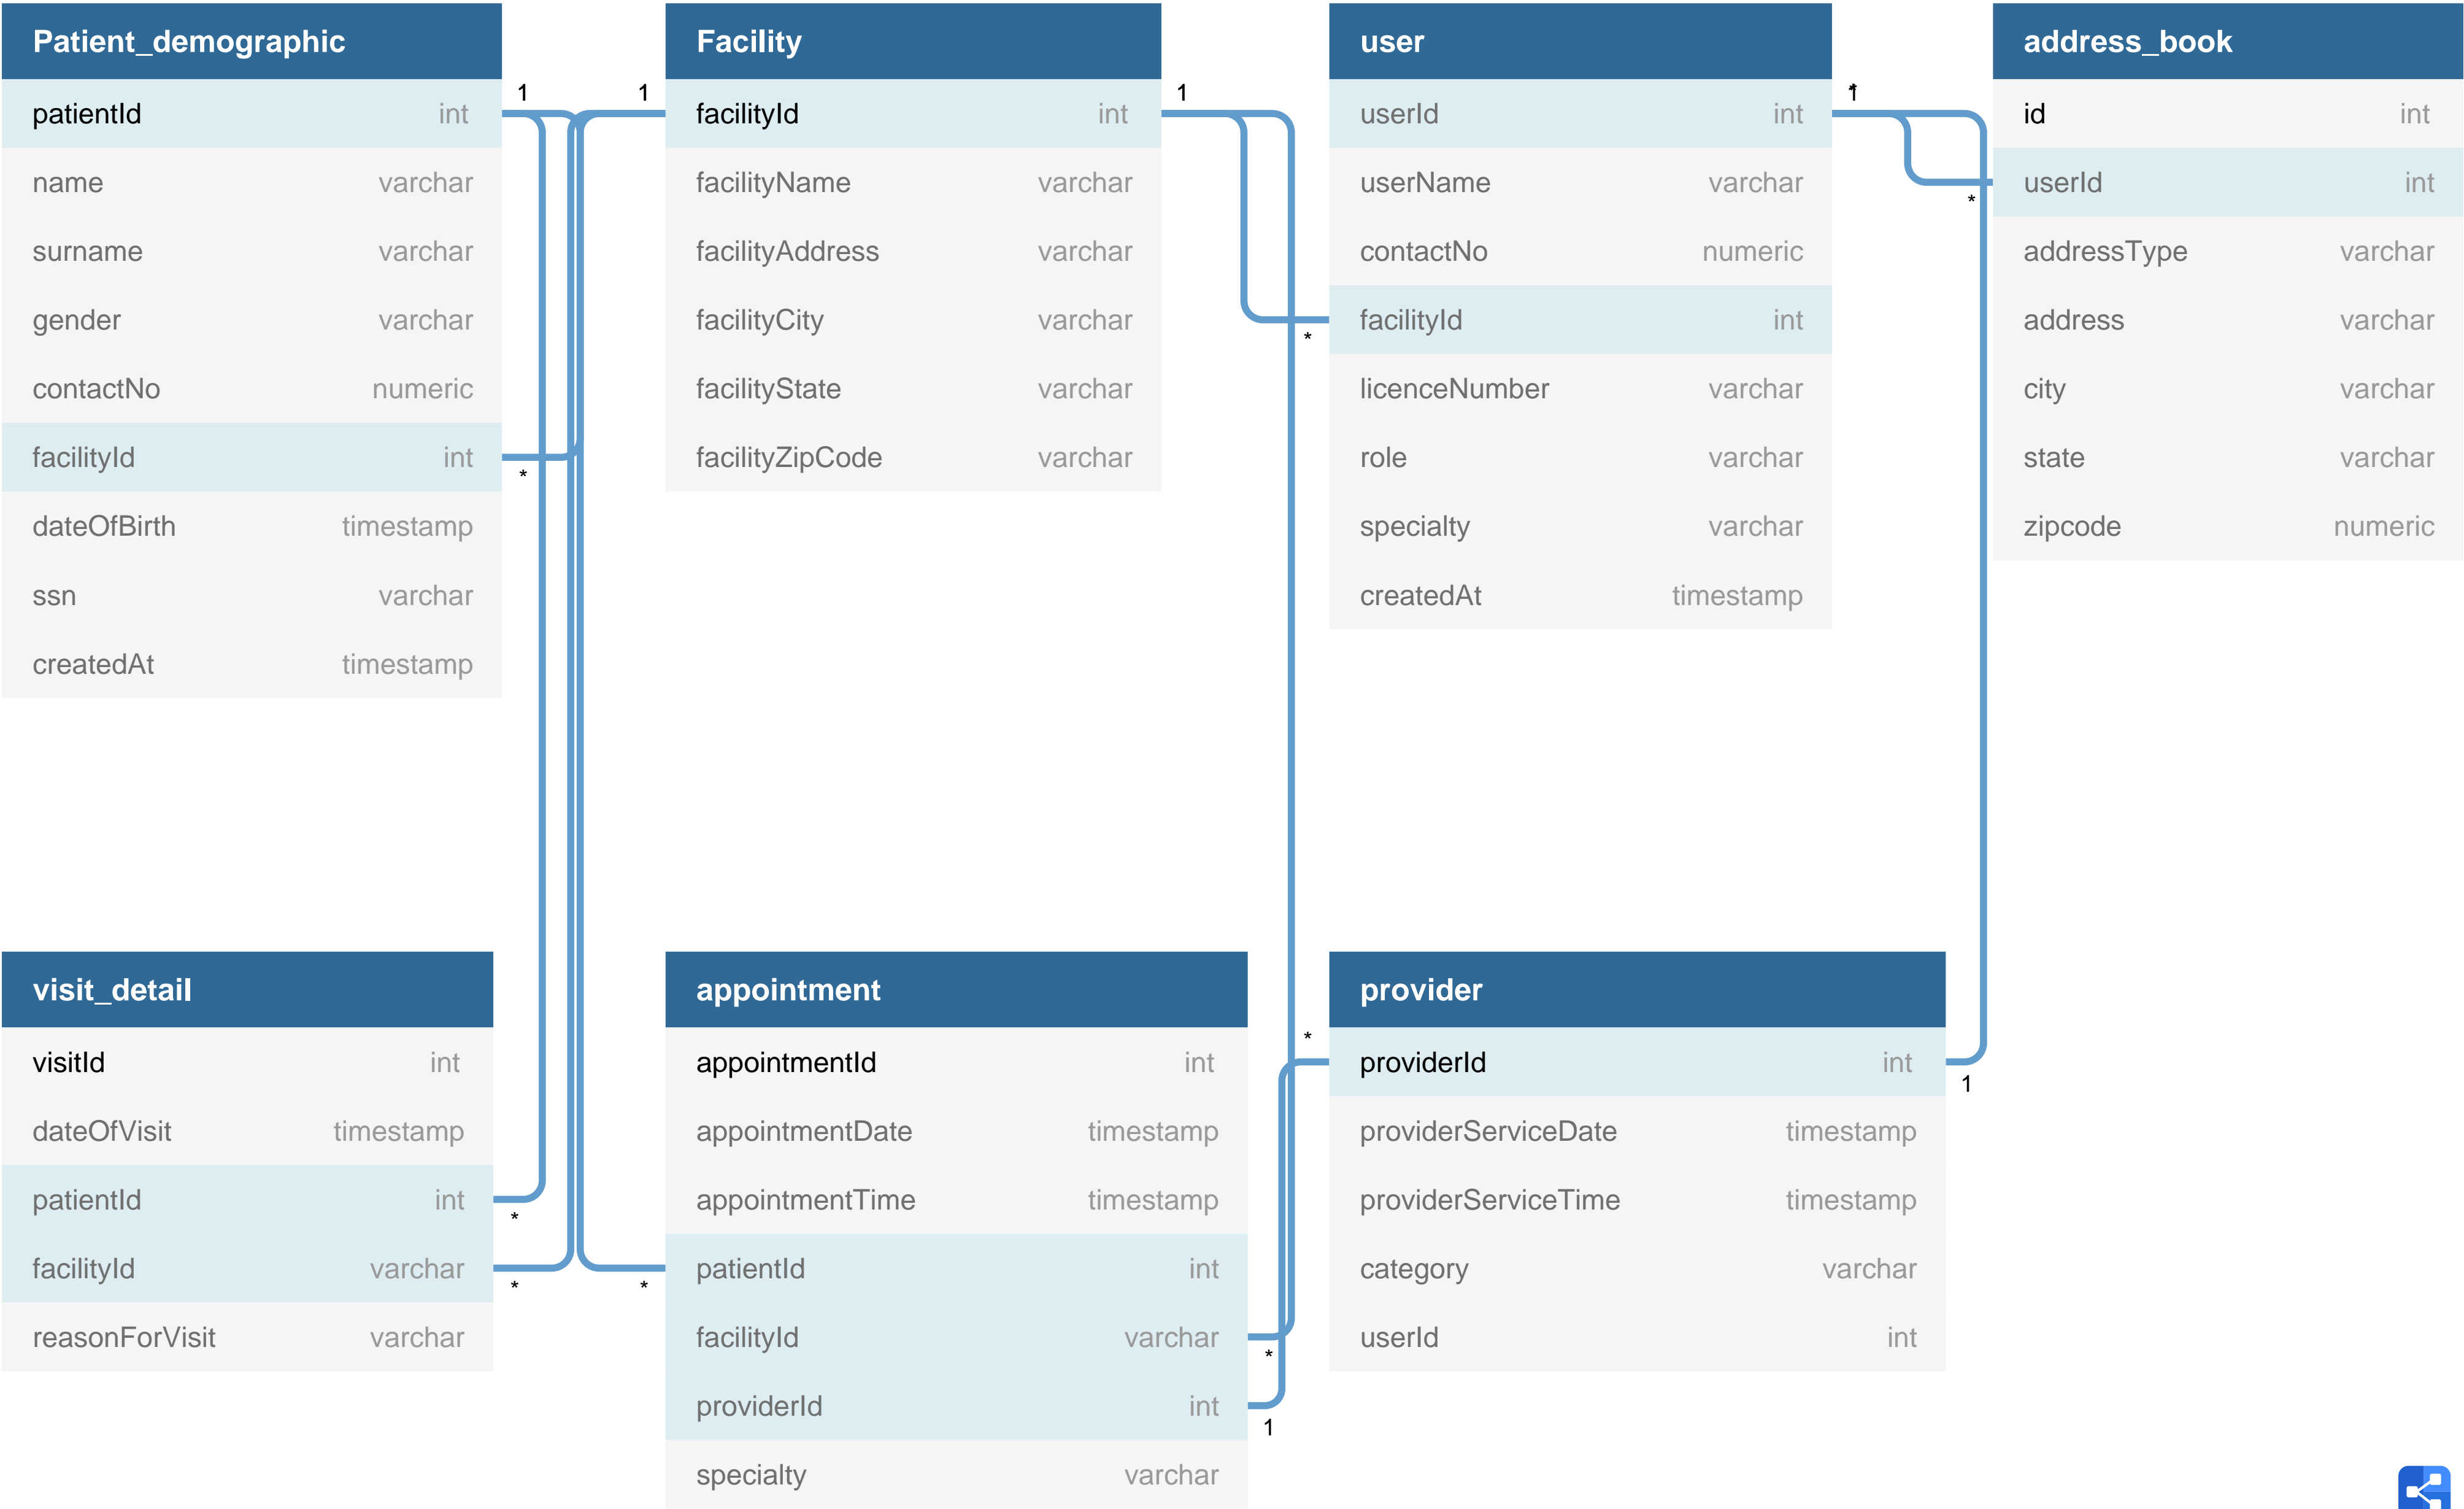 Patient_demographic
patientId int
name varchar
surname varchar
gender varchar
contactNo numeric
facilityId int
dateOfBirth timestamp
ssn varchar
createdAt timestamp
1
*
1
Facility
facilityId int
facilityName varchar
facilityAddress varchar
facilityCity varchar
facilityState varchar
facilityZipCode varchar
1
*
user
userId int
userName varchar
contactNo numeric
facilityId int
licenceNumber varchar
role varchar
specialty varchar
createdAt timestamp
*
1
*
address_book
id int
userId int
addressType varchar
address varchar
city varchar
state varchar
zipcode numeric
visit_detail
visitId int
dateOfVisit timestamp
patientId int
facilityId varchar
reasonForVisit varchar
*
*
*
appointment
appointmentId int
appointmentDate timestamp
appointmentTime timestamp
patientId int
facilityId varchar
providerId int
specialty varchar
*
*
1
provider
providerId int
providerServiceDate timestamp
providerServiceTime timestamp
category varchar
userId int
1